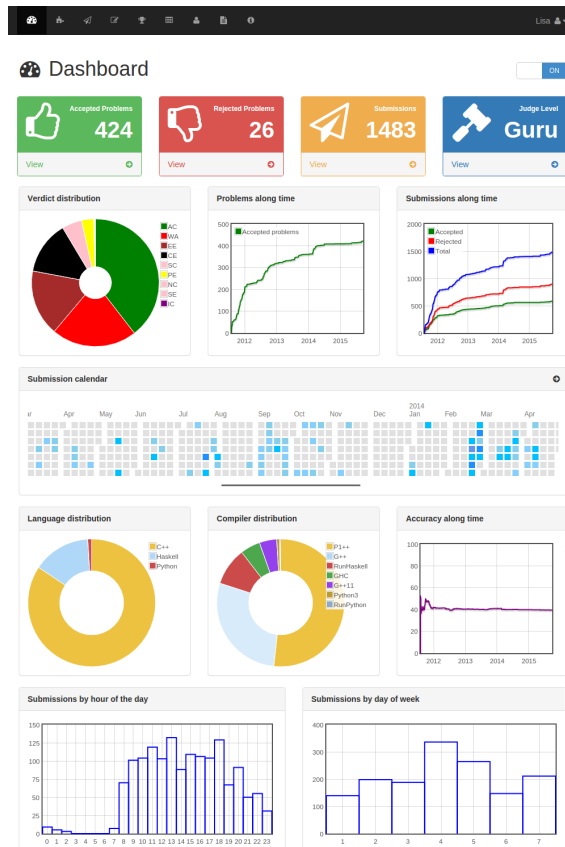 Lisa
Dashboard
ON
Accepted Problems
424
View
Rejected Problems
26
View
Submissions
1483
View
Judge Level
Guru
View
Verdict distribution
AC
WA
EE
CE
SC
PE
NC
SE
IC
Problems along time
Accepted problems
500
400
300
200
100
0
2012 2013 2014 2015
Submissions along time
Accepted
Rejected
Total
2000
1500
1000
500
0
2012 2013 2014 2015
Submission calendar
2014
Apr May Jun Jul Aug Sep Oct Nov Dec Jan Feb Mar Apr
Language distribution
C++
Haskell
Python
Compiler distribution
P1++
G++
RunHaskell
GHC
G++11
Python3
RunPython
Accuracy along time
100
80
60
40
20
0
2012 2013 2014 2015
Submissions by hour of the day
150
125
100
75
50
25
0
0 1 2 3 4 5 6 7 8 9 10 11 12 13 14 15 16 17 18 19 20 21 22 23
Submissions by day of week
400
300
200
100
0
1 2 3 4 5 6 7